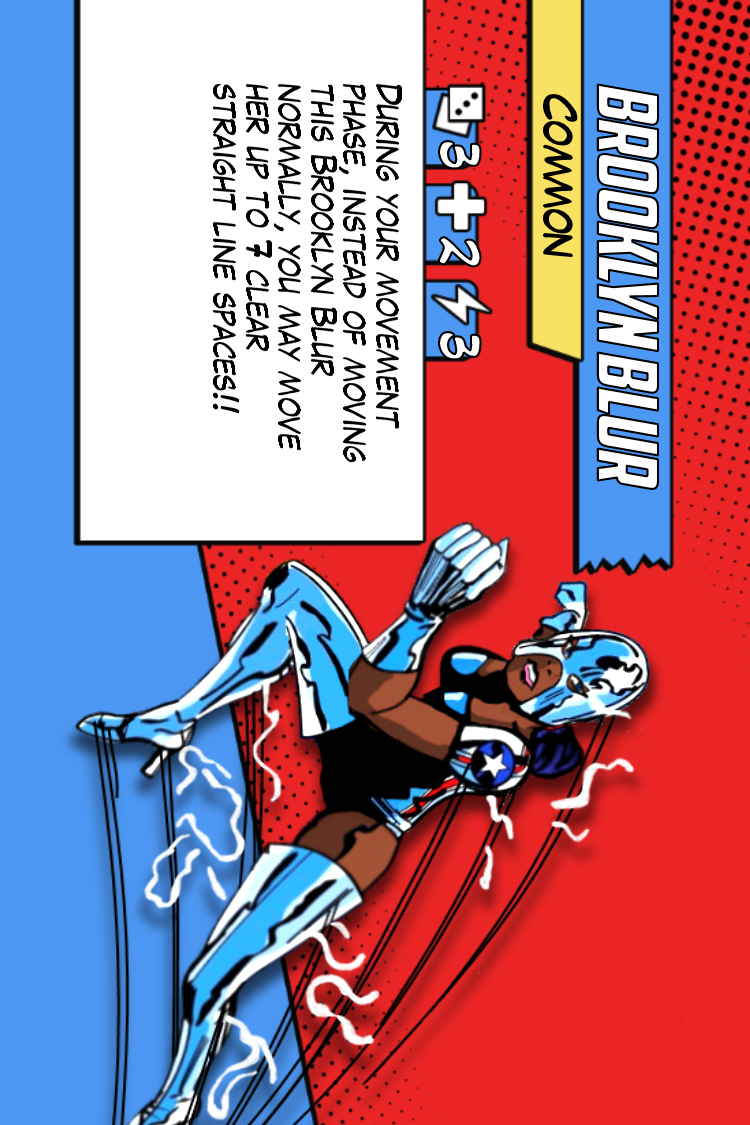 BROOKLYN BLUR
COMMON
3 2 3
DURING YOUR MOVEMENT
PHASE, INSTEAD OF MOVING
THIS BROOKLYN BLUR
NORMALLY, YOU MAY MOVE
HER UP TO 7 CLEAR
STRAIGHT LINE SPACES!!